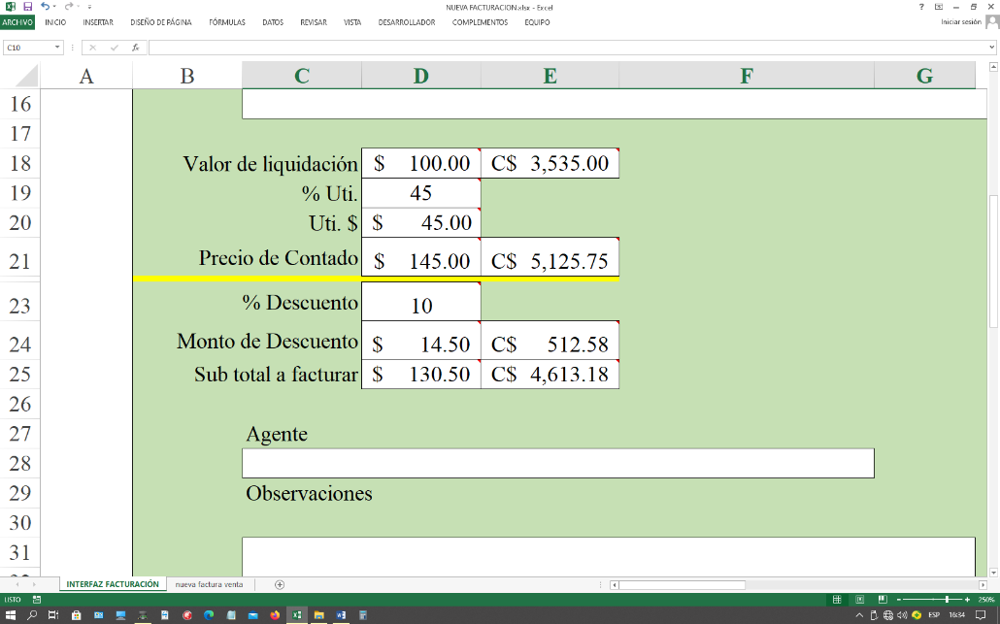 NUEVA FACTURACION.xlsx - Excel
ARCHIVO INICIO INSERTAR DISEÑO DE PÁGINA FÓRMULAS DATOS REVISAR VISTA DESARROLLADOR COMPLEMENTOS EQUIPO Iniciar sesión
C10 fx
A B C D E F G
16
17
18 Valor de liquidación $ 100.00 C$ 3,535.00
19 % Uti. 45
20 Uti. $ $ 45.00
21 Precio de Contado $ 145.00 C$ 5,125.75
23 % Descuento 10
24 Monto de Descuento $ 14.50 C$ 512.58
25 Sub total a facturar $ 130.50 C$ 4,613.18
26
27 Agente
28
29 Observaciones
30
31
INTERFAZ FACTURACIÓN nueva factura venta
LISTO 250%
ESP 16:34